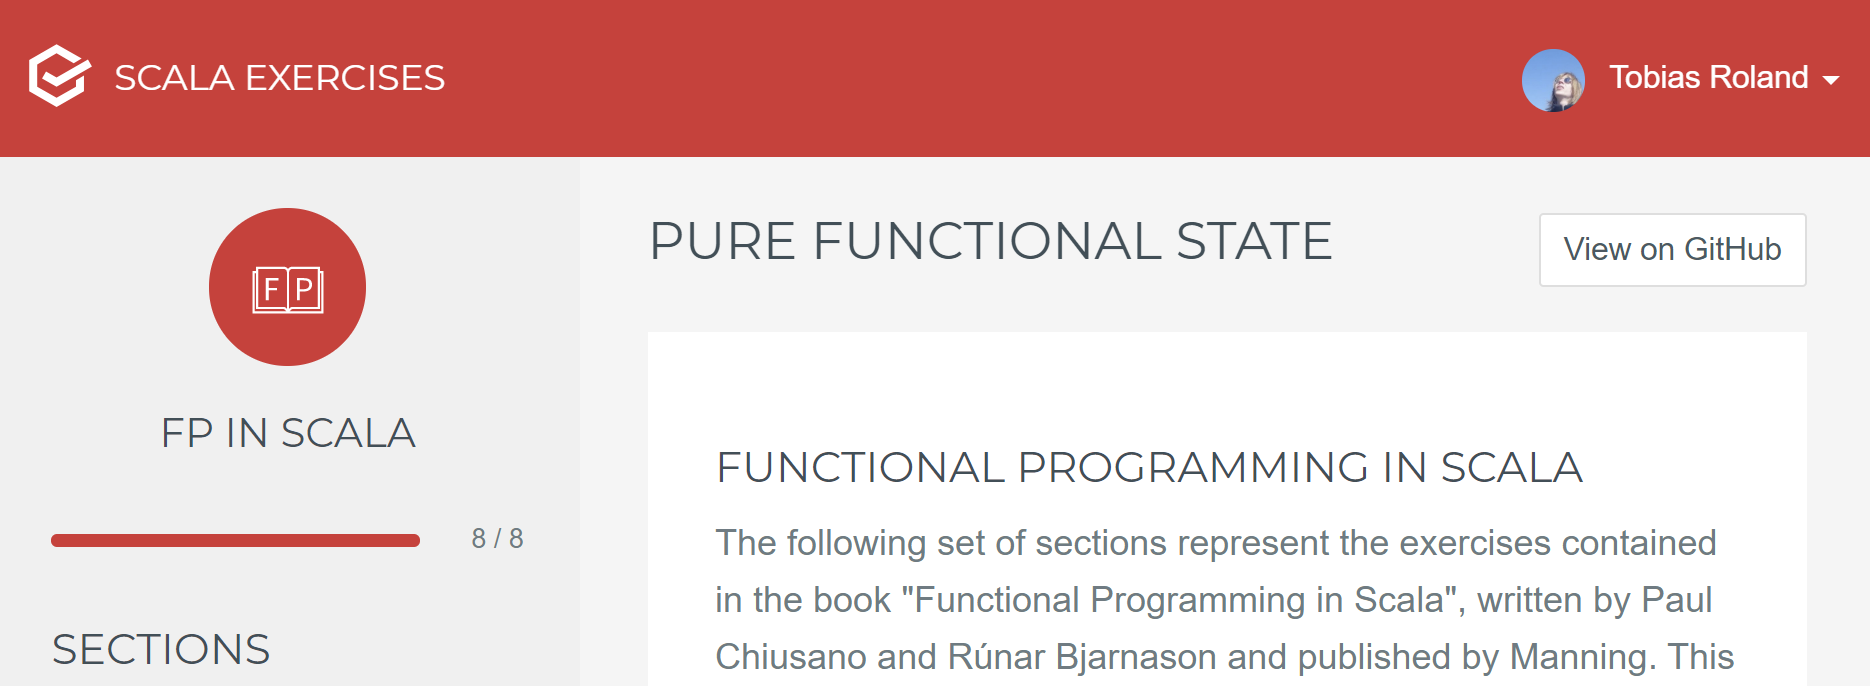 SCALA EXERCISES
Tobias Roland
FP
FP IN SCALA
8 / 8
SECTIONS
PURE FUNCTIONAL STATE
View on GitHub
FUNCTIONAL PROGRAMMING IN SCALA
The following set of sections represent the exercises contained
in the book "Functional Programming in Scala", written by Paul
Chiusano and Rúnar Bjarnason and published by Manning. This